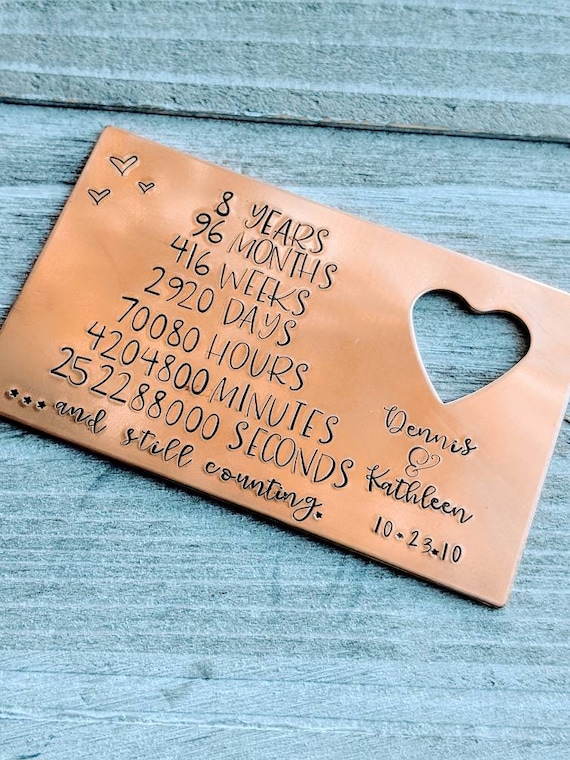 8 YEARS
96 MONTHS
416 WEEKS
2920 DAYS
70080 HOURS
4204800 MINUTES
252288000 SECONDS
...and still counting.
Dennis
&
Kathleen
10.23.10